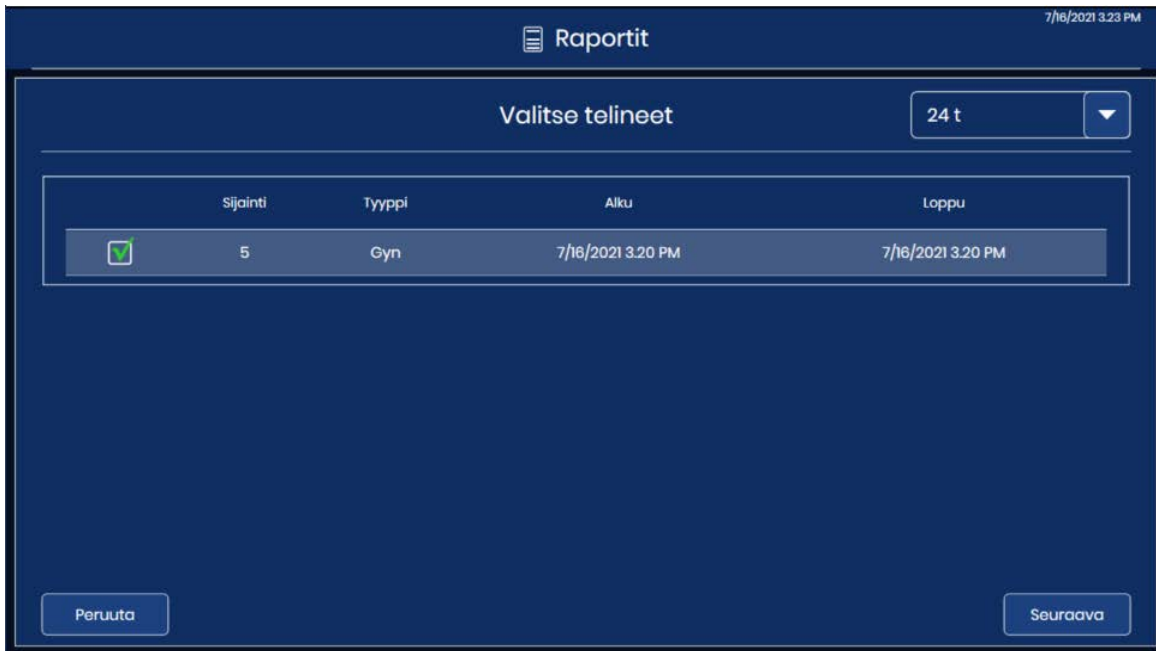 7/16/2021 3.23 PM
Raportit
Valitse telineet
24 t
Sijainti Tyyppi Alku Loppu
5 Gyn 7/16/2021 3.20 PM 7/16/2021 3.20 PM
Peruuta Seuraava